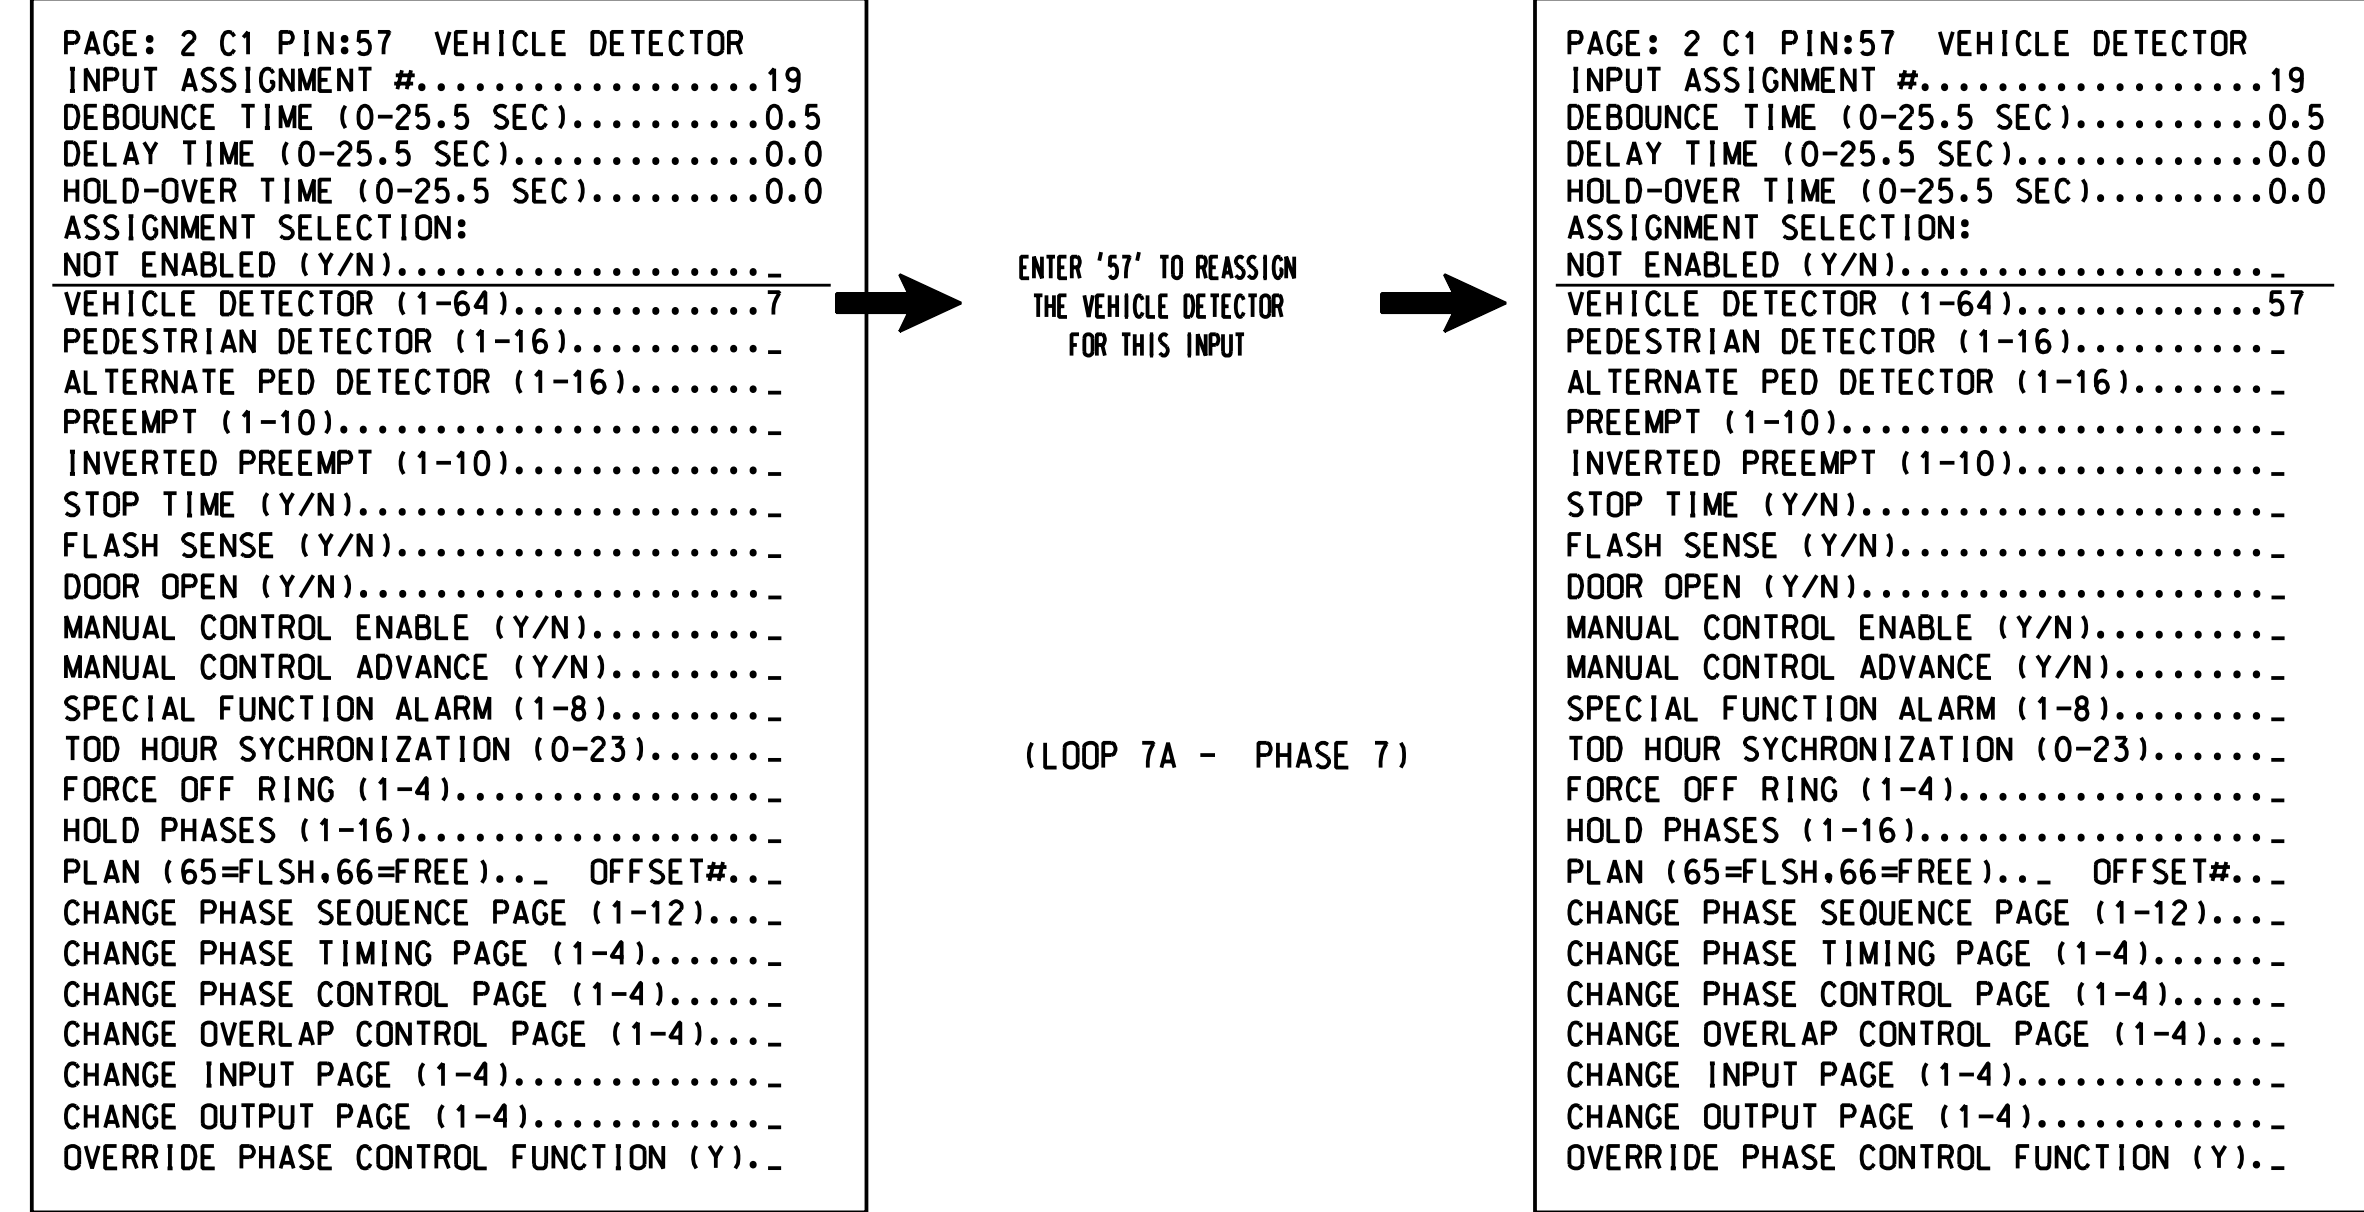 PAGE: 2 C1 PIN:57  VEHICLE DETECTOR
INPUT ASSIGNMENT #..................19
DEBOUNCE TIME (0-25.5 SEC)..........0.5
DELAY TIME (0-25.5 SEC).............0.0
HOLD-OVER TIME (0-25.5 SEC).........0.0
ASSIGNMENT SELECTION:
NOT ENABLED (Y/N)..................._
VEHICLE DETECTOR (1-64).............7
PEDESTRIAN DETECTOR (1-16).........._
ALTERNATE PED DETECTOR (1-16)......._
PREEMPT (1-10)......................_
INVERTED PREEMPT (1-10)............._
STOP TIME (Y/N)....................._
FLASH SENSE (Y/N)..................._
DOOR OPEN (Y/N)....................._
MANUAL CONTROL ENABLE (Y/N)........._
MANUAL CONTROL ADVANCE (Y/N)........_
SPECIAL FUNCTION ALARM (1-8)........_
TOD HOUR SYCHRONIZATION (0-23)......_
FORCE OFF RING (1-4)................_
HOLD PHASES (1-16).................._
PLAN (65=FLSH,66=FREE).._  OFFSET#.._
CHANGE PHASE SEQUENCE PAGE (1-12)..._
CHANGE PHASE TIMING PAGE (1-4)......_
CHANGE PHASE CONTROL PAGE (1-4)....._
CHANGE OVERLAP CONTROL PAGE (1-4)..._
CHANGE INPUT PAGE (1-4)............._
CHANGE OUTPUT PAGE (1-4)............_
OVERRIDE PHASE CONTROL FUNCTION (Y)._
ENTER '57' TO REASSIGN
THE VEHICLE DETECTOR
FOR THIS INPUT
(LOOP 7A -  PHASE 7)
PAGE: 2 C1 PIN:57  VEHICLE DETECTOR
INPUT ASSIGNMENT #..................19
DEBOUNCE TIME (0-25.5 SEC)..........0.5
DELAY TIME (0-25.5 SEC).............0.0
HOLD-OVER TIME (0-25.5 SEC).........0.0
ASSIGNMENT SELECTION:
NOT ENABLED (Y/N)..................._
VEHICLE DETECTOR (1-64).............57
PEDESTRIAN DETECTOR (1-16).........._
ALTERNATE PED DETECTOR (1-16)......._
PREEMPT (1-10)......................_
INVERTED PREEMPT (1-10)............._
STOP TIME (Y/N)....................._
FLASH SENSE (Y/N)..................._
DOOR OPEN (Y/N)....................._
MANUAL CONTROL ENABLE (Y/N)........._
MANUAL CONTROL ADVANCE (Y/N)........_
SPECIAL FUNCTION ALARM (1-8)........_
TOD HOUR SYCHRONIZATION (0-23)......_
FORCE OFF RING (1-4)................_
HOLD PHASES (1-16).................._
PLAN (65=FLSH,66=FREE).._  OFFSET#.._
CHANGE PHASE SEQUENCE PAGE (1-12)..._
CHANGE PHASE TIMING PAGE (1-4)......_
CHANGE PHASE CONTROL PAGE (1-4)....._
CHANGE OVERLAP CONTROL PAGE (1-4)..._
CHANGE INPUT PAGE (1-4)............._
CHANGE OUTPUT PAGE (1-4)............_
OVERRIDE PHASE CONTROL FUNCTION (Y)._